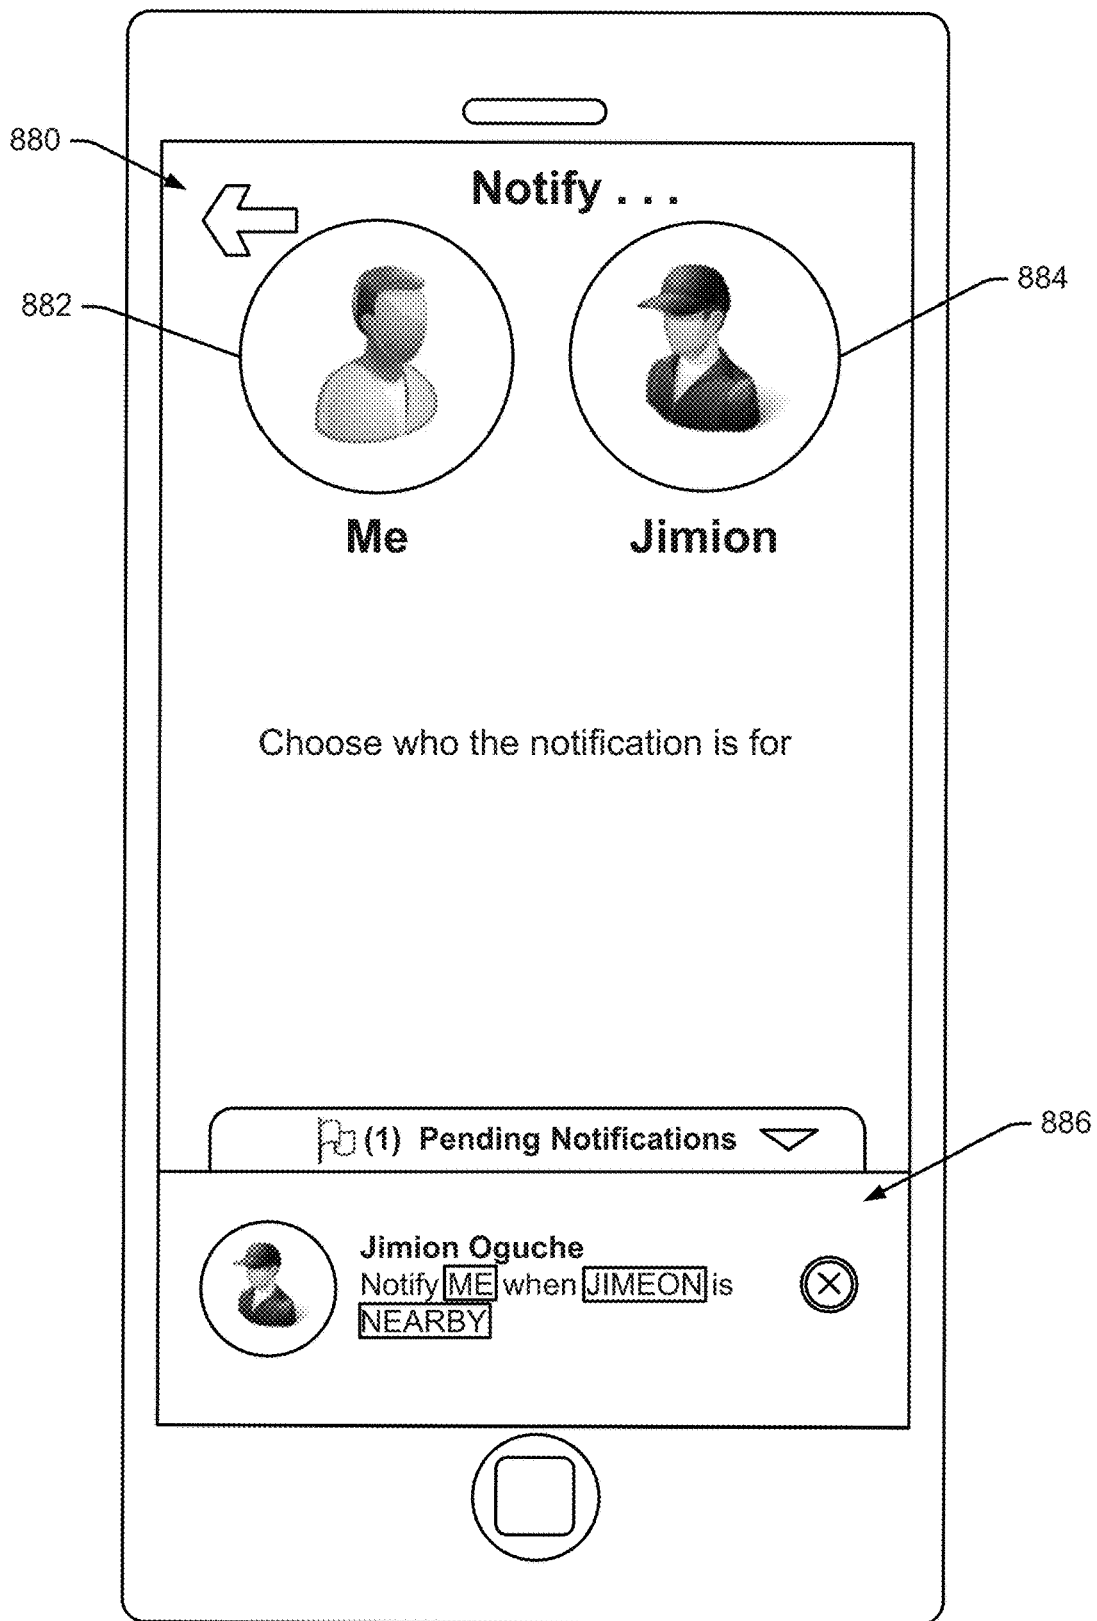 880
Notify . . .
882
884
Me
Jimion
Choose who the notification is for
(1) Pending Notifications
886
Jimion Oguche
Notify ME when JIMEON is
NEARBY